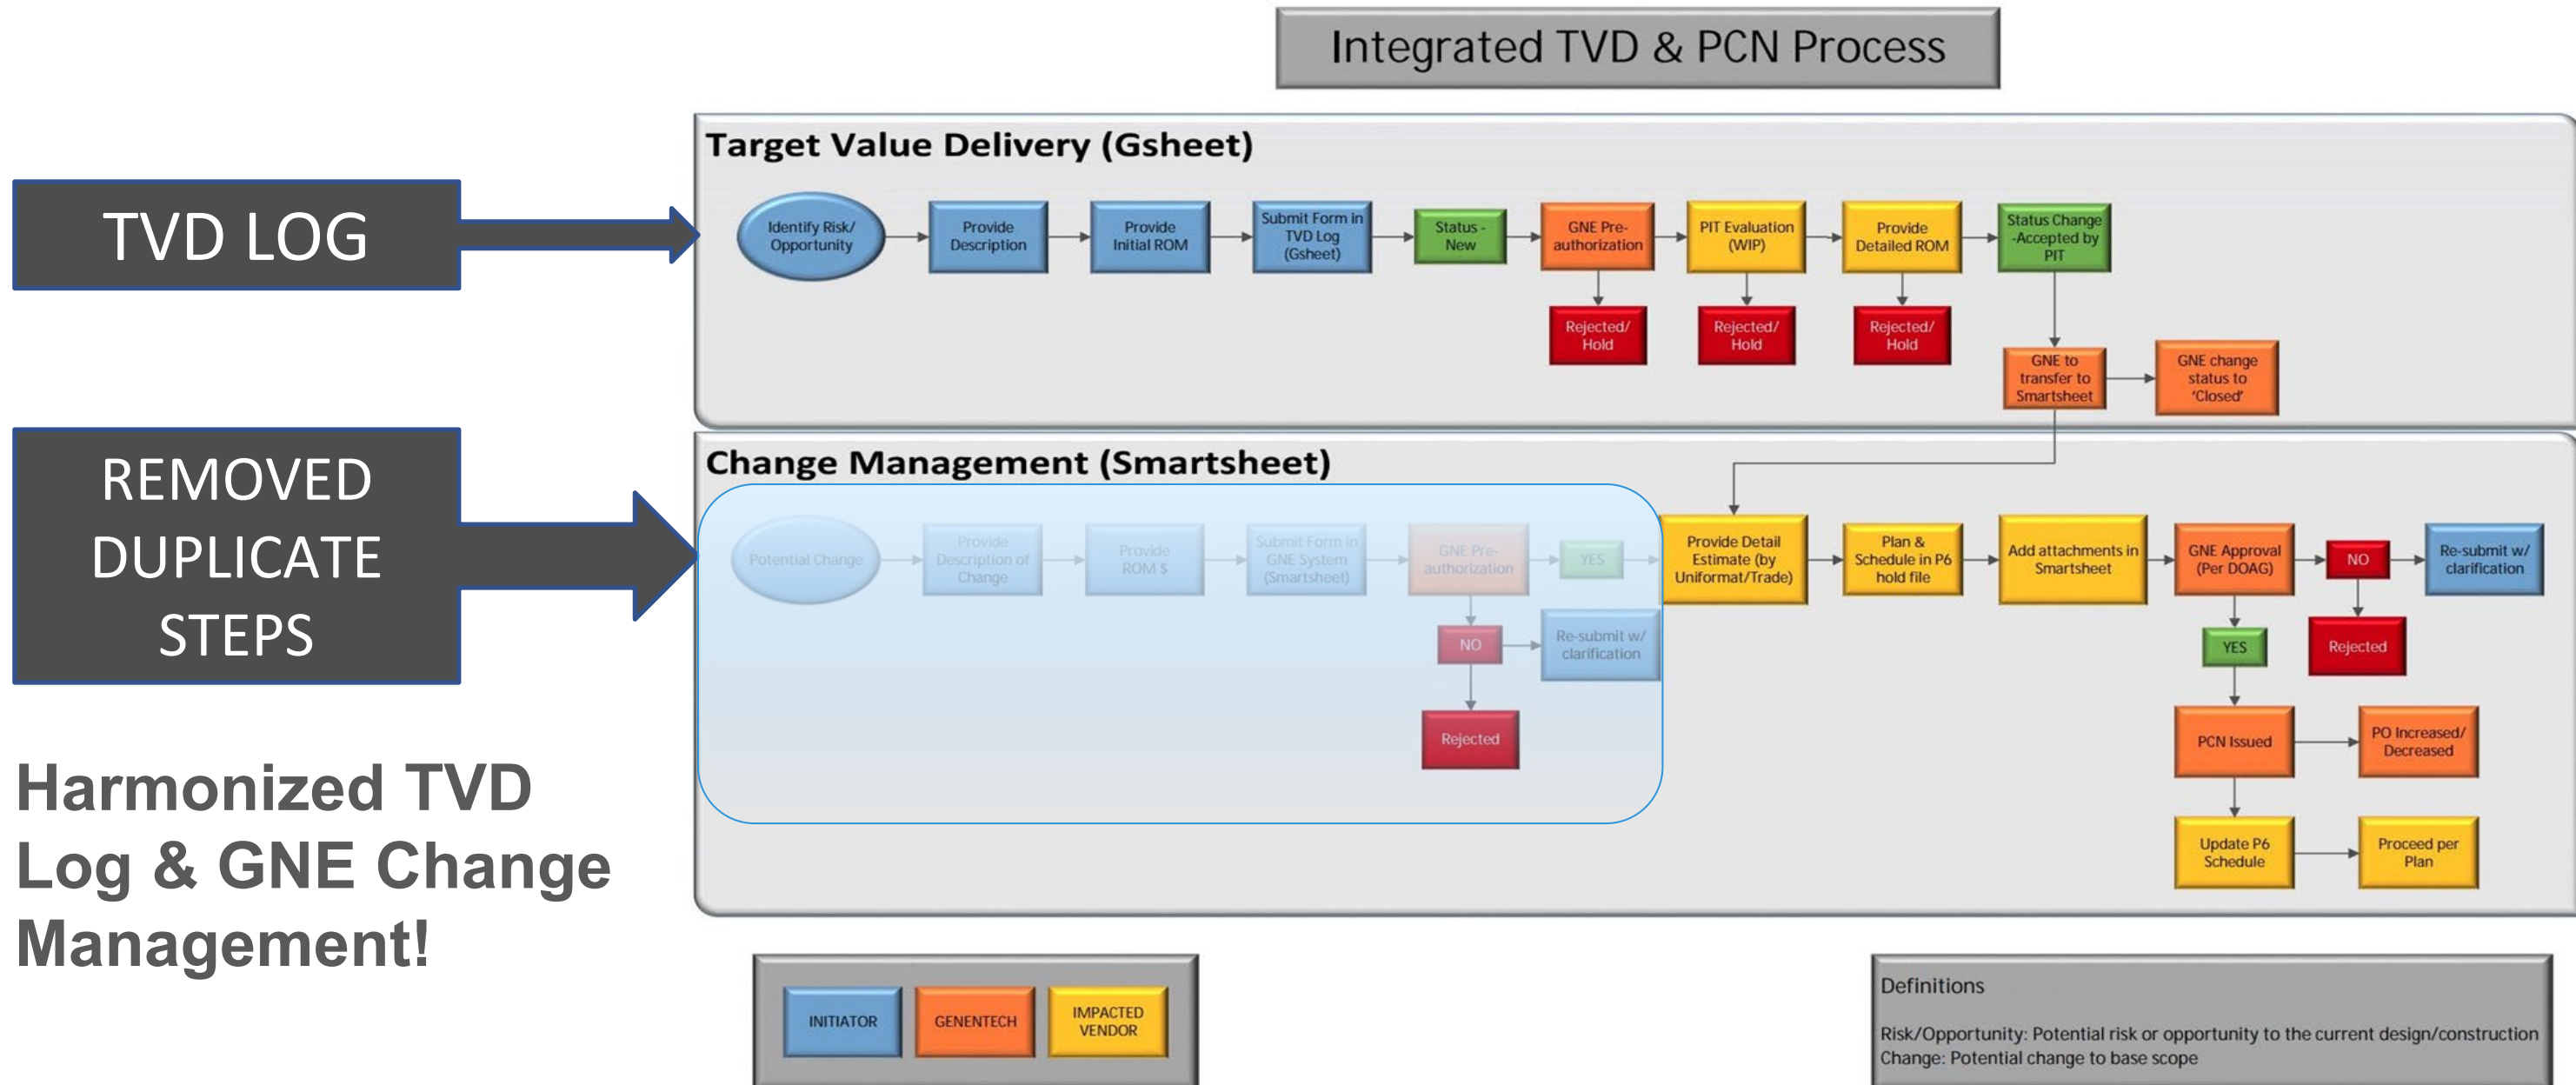 Integrated TVD & PCN Process
TVD LOG
Target Value Delivery (Gsheet)
Identify Risk/
Opportunity
Provide
Description
Provide
Initial ROM
Submit Form in
TVD Log
(Gsheet)
Status -
New
GNE Pre-
authorization
PIT Evaluation
(WIP)
Provide
Detailed ROM
Status Change
-Accepted by
PIT
Rejected/
Hold
Rejected/
Hold
Rejected/
Hold
GNE to
transfer to
Smartsheet
GNE change
status to
'Closed'
REMOVED
DUPLICATE
STEPS
Change Management (Smartsheet)
Potential Change
Provide
Description of
Change
Provide
ROM $
Submit Form in
GNE System
(Smartsheet)
GNE Pre-
authorization
YES
NO
Re-submit w/
clarification
Rejected
Provide Detail
Estimate (by
Uniformat/Trade)
Plan &
Schedule in P6
hold file
Add attachments in
Smartsheet
GNE Approval
(Per DOAG)
NO
Re-submit w/
clarification
YES
Rejected
PCN Issued
PO Increased/
Decreased
Update P6
Schedule
Proceed per
Plan
Harmonized TVD
Log & GNE Change
Management!
INITIATOR
GENENTECH
IMPACTED
VENDOR
Definitions
Risk/Opportunity: Potential risk or opportunity to the current design/construction
Change: Potential change to base scope